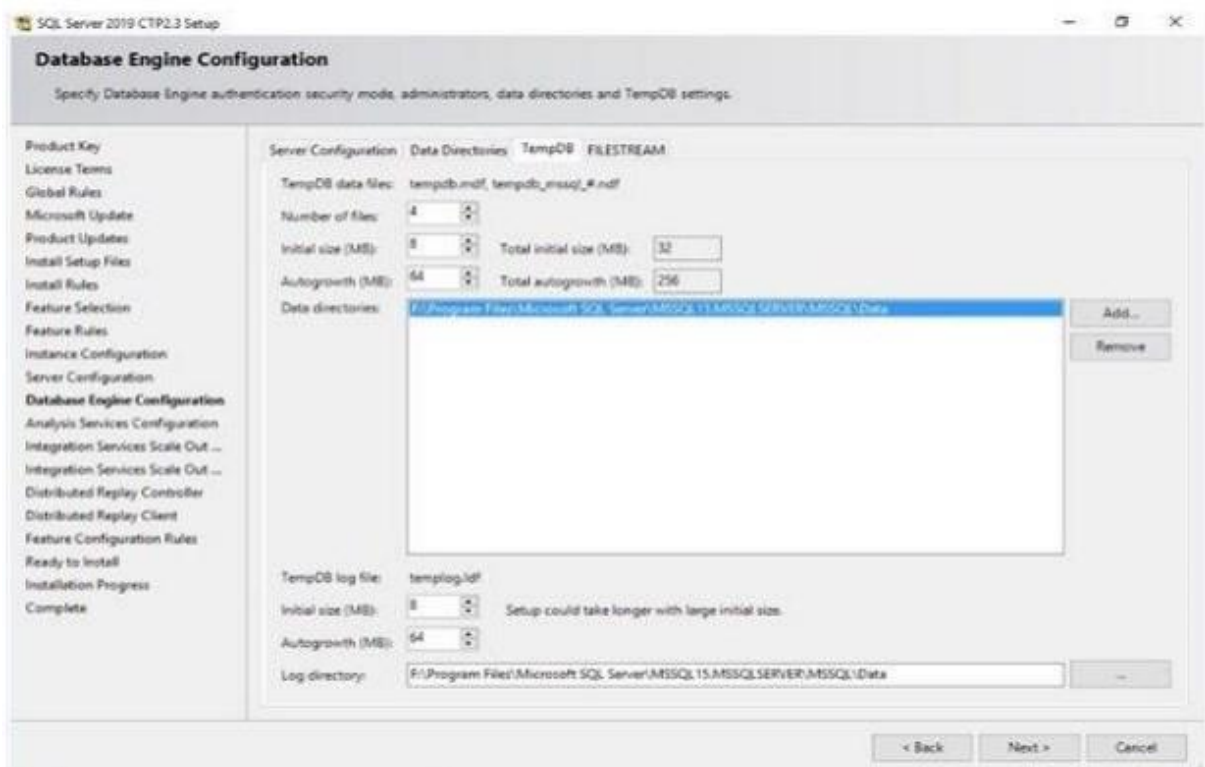 SQL Server 2019 CTP2.3 Setup
Database Engine Configuration
Specify Database Engine authentication security mode, administrators, data directories and TempDB settings.
Product Key
License Terms
Global Rules
Microsoft Update
Product Updates
Install Setup Files
Install Rules
Feature Selection
Feature Rules
Instance Configuration
Server Configuration
Database Engine Configuration
Analysis Services Configuration
Integration Services Scale Out ...
Integration Services Scale Out ...
Distributed Replay Controller
Distributed Replay Client
Feature Configuration Rules
Ready to Install
Installation Progress
Complete
Server Configuration Data Directories TempDB FILESTREAM
TempDB data files: tempdb.mdf, tempdb_mssql_#.ndf
Number of files: 4
Initial size (MB): 8 Total initial size (MB): 32
Autogrowth (MB): 64 Total autogrowth (MB): 256
Data directories: F:\Program Files\Microsoft SQL Server\MSSQL15.MSSQLSERVER\MSSQL\Data
Add...
Remove
TempDB log file: templog.ldf
Initial size (MB): 8 Setup could take longer with large initial size.
Autogrowth (MB): 64
Log directory: F:\Program Files\Microsoft SQL Server\MSSQL15.MSSQLSERVER\MSSQL\Data ...
< Back Next > Cancel